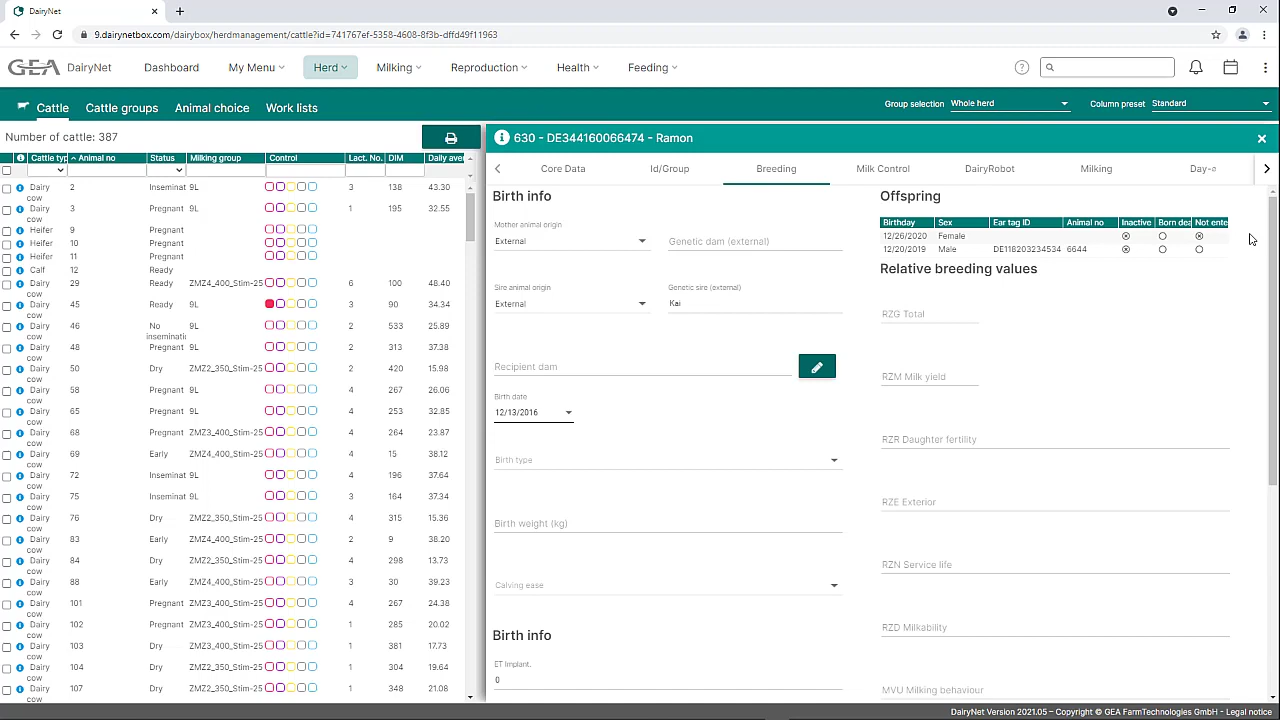 DairyNet
9.dairynetbox.com/dairybox/herdmanagement/cattle?id=741767ef-5358-4608-8f3b-dffd49f11963
GEA DairyNet Dashboard My Menu Herd Milking Reproduction Health Feeding
Cattle Cattle groups Animal choice Work lists Group selection Whole herd Column preset Standard
Number of cattle: 387
Cattle typ Animal no Status Milking group Control Lact. No. DIM Daily aver
Dairy cow 2 Inseminat 9L 3 138 43.30
Dairy cow 3 Pregnant 9L 1 195 32.55
Heifer 9 Pregnant
Heifer 10 Pregnant
Heifer 11 Pregnant
Calf 12 Ready
Dairy cow 29 Ready ZMZ4_400_Stim-25 6 100 48.40
Dairy cow 45 Ready 9L 3 90 34.34
Dairy cow 46 No inseminati 9L 2 533 25.89
Dairy cow 48 Pregnant 9L 2 313 37.38
Dairy cow 50 Dry ZMZ2_350_Stim-25 2 420 15.98
Dairy cow 58 Pregnant 9L 4 267 26.06
Dairy cow 65 Pregnant 9L 4 253 32.85
Dairy cow 68 Pregnant ZMZ3_400_Stim-25 4 264 23.87
Dairy cow 69 Early ZMZ4_400_Stim-25 4 15 38.12
Dairy cow 72 Inseminat 9L 4 196 37.64
Dairy cow 75 Inseminat 9L 3 164 37.34
Dairy cow 76 Dry ZMZ2_350_Stim-25 4 315 15.36
Dairy cow 83 Early ZMZ4_400_Stim-25 2 9 38.20
Dairy cow 84 Dry ZMZ2_350_Stim-25 4 298 13.73
Dairy cow 88 Early ZMZ4_400_Stim-25 3 30 39.23
Dairy cow 101 Pregnant ZMZ3_400_Stim-25 4 267 24.38
Dairy cow 102 Pregnant ZMZ3_400_Stim-25 1 285 20.02
Dairy cow 103 Dry ZMZ3_400_Stim-25 1 381 17.73
Dairy cow 104 Dry ZMZ2_350_Stim-25 1 304 19.64
Dairy cow 107 Dry ZMZ2_350_Stim-25 1 348 21.08
630 - DE344160066474 - Ramon
Core Data Id/Group Breeding Milk Control DairyRobot Milking Day-e
Birth info
Mother animal origin
External Genetic dam (external)
Sire animal origin Genetic sire (external)
External Kai
Recipient dam
Birth date
12/13/2016
Birth type
Birth weight (kg)
Calving ease
Birth info
ET Implant.
0
Offspring
Birthday Sex Ear tag ID Animal no Inactive Born dea Not ente
12/26/2020 Female
12/20/2019 Male DE118203234534 6644
Relative breeding values
RZG Total
RZM Milk yield
RZR Daughter fertility
RZE Exterior
RZN Service life
RZD Milkability
MVU Milking behaviour
DairyNet Version 2021.05 – Copyright © GEA FarmTechnologies GmbH - Legal notice